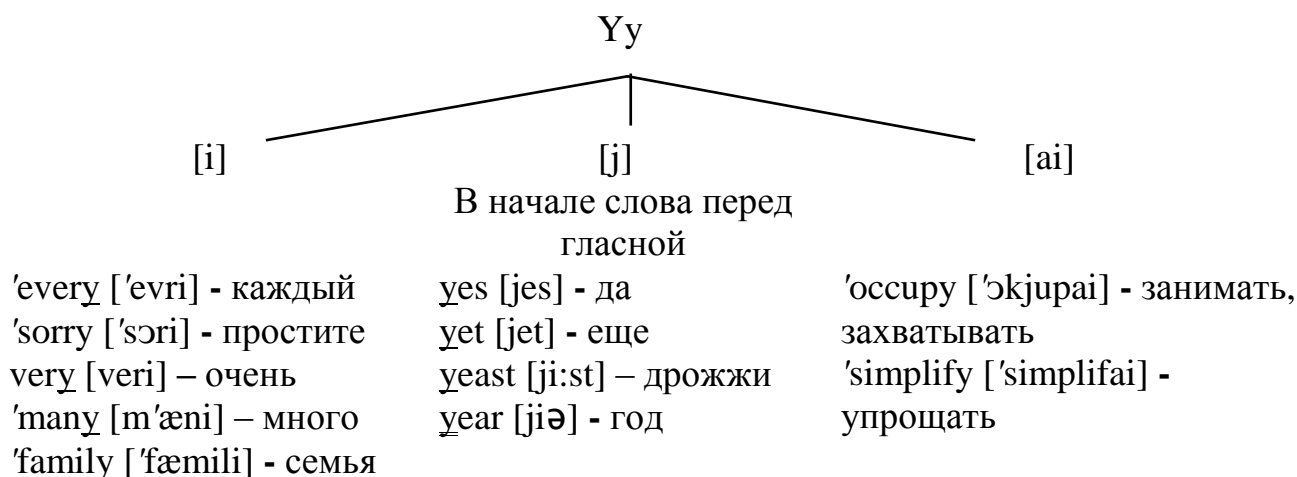 Yy
[i]
[j]
[ai]
В начале слова перед
гласной
'every ['evri] - каждый
'sorry ['sɔri] - простите
very [veri] – очень
'many [m'æni] – много
'family ['fæmili] - семья
yes [jes] - да
yet [jet] - еще
yeast [ji:st] – дрожжи
year [jiə] - год
'occupy ['ɔkjupai] - занимать,
захватывать
'simplify ['simplifai] -
упрощать